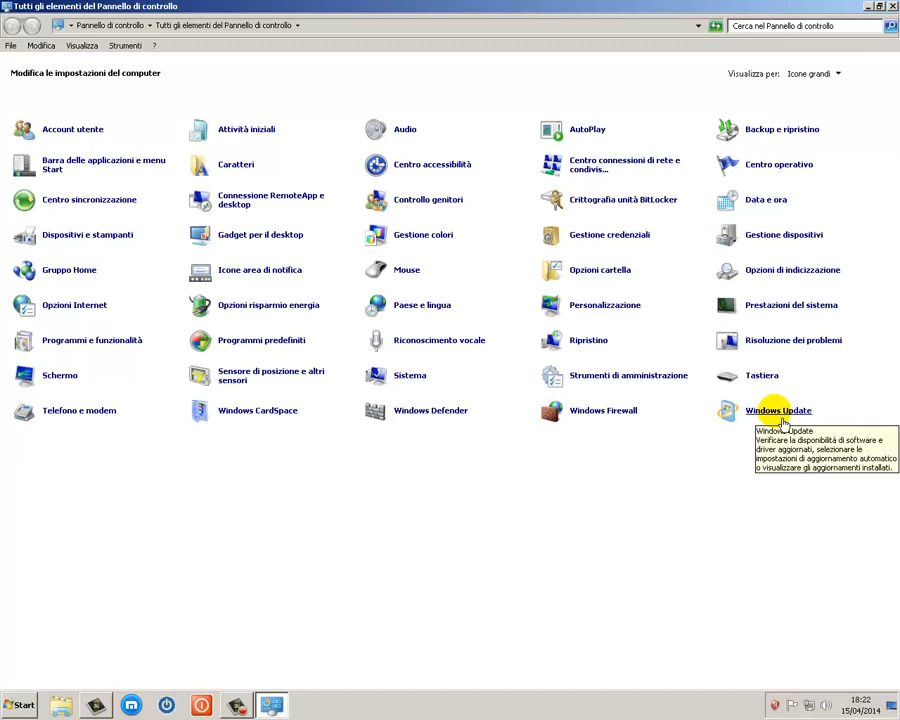 Tutti gli elementi del Pannello di controllo
Pannello di controllo
Tutti gli elementi del Pannello di controllo
Cerca nel Pannello di controllo
File Modifica Visualizza Strumenti ?
Modifica le impostazioni del computer
Visualizza per: Icone grandi
Account utente
Attività iniziali
Audio
AutoPlay
Backup e ripristino
Barra delle applicazioni e menu
Start
Caratteri
Centro accessibilità
Centro connessioni di rete e
condivis...
Centro operativo
Centro sincronizzazione
Connessione RemoteApp e
desktop
Controllo genitori
Crittografia unità BitLocker
Data e ora
Dispositivi e stampanti
Gadget per il desktop
Gestione colori
Gestione credenziali
Gestione dispositivi
Gruppo Home
Icone area di notifica
Mouse
Opzioni cartella
Opzioni di indicizzazione
Opzioni Internet
Opzioni risparmio energia
Paese e lingua
Personalizzazione
Prestazioni del sistema
Programmi e funzionalità
Programmi predefiniti
Riconoscimento vocale
Ripristino
Risoluzione dei problemi
Schermo
Sensore di posizione e altri
sensori
Sistema
Strumenti di amministrazione
Tastiera
Telefono e modem
Windows CardSpace
Windows Defender
Windows Firewall
Windows Update
Windows Update
Verificare la disponibilità di software e
driver aggiornati, selezionare le
impostazioni di aggiornamento automatico
o visualizzare gli aggiornamenti installati.
Start
18:22
15/04/2014